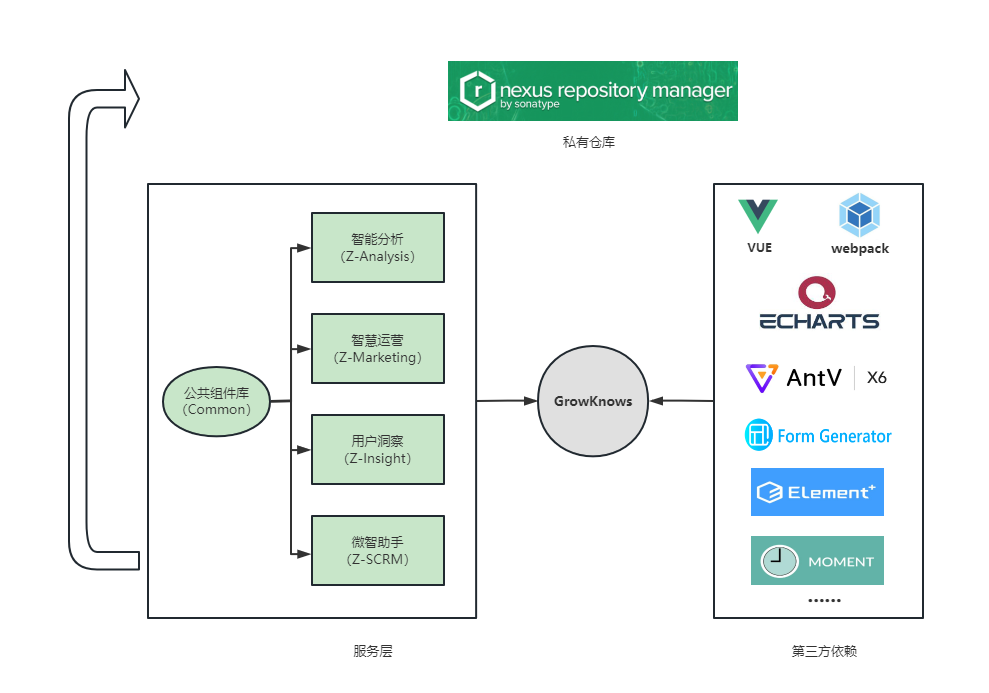 nexus repository manager
by sonatype
私有仓库
智能分析
（Z-Analysis）
智慧运营
（Z-Marketing）
公共组件库
（Common）
用户洞察
（Z-Insight）
微智助手
（Z-SCRM）
服务层
GrowKnows
VUE
webpack
ECHARTS
AntV | X6
Form Generator
Element+
MOMENT
......
第三方依赖